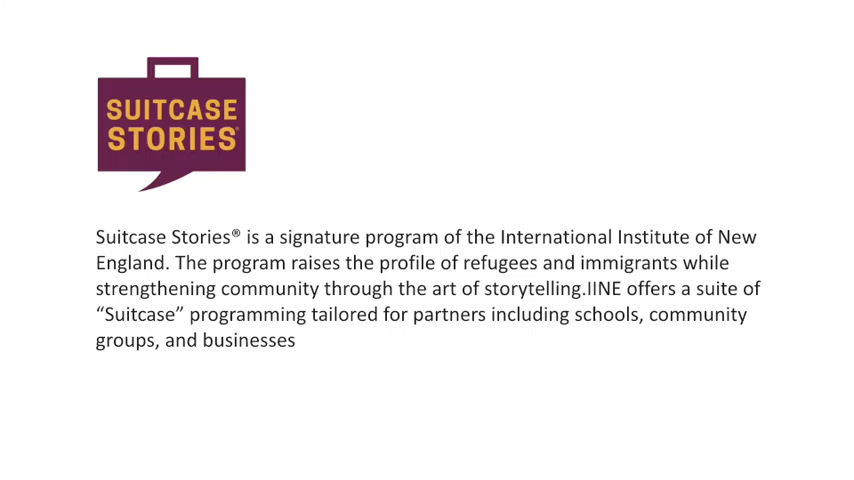 SUITCASE
STORIES®
Suitcase Stories® is a signature program of the International Institute of New
England. The program raises the profile of refugees and immigrants while
strengthening community through the art of storytelling.IINE offers a suite of
“Suitcase” programming tailored for partners including schools, community
groups, and businesses